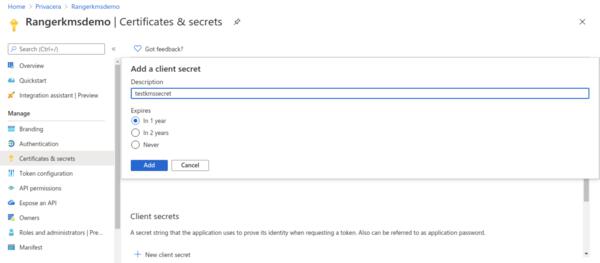 Home > Privacera > Rangerkmsdemo
Rangerkmsdemo | Certificates & secrets
Search (Ctrl+/)
Got feedback?
Overview
Quickstart
Integration assistant | Preview
Manage
Branding
Authentication
Certificates & secrets
Token configuration
API permissions
Expose an API
Owners
Roles and administrators | Pre...
Manifest
Add a client secret
Description
testkmssecret
Expires
In 1 year
In 2 years
Never
Add Cancel
Client secrets
A secret string that the application uses to prove its identity when requesting a token. Also can be referred to as application password.
New client secret